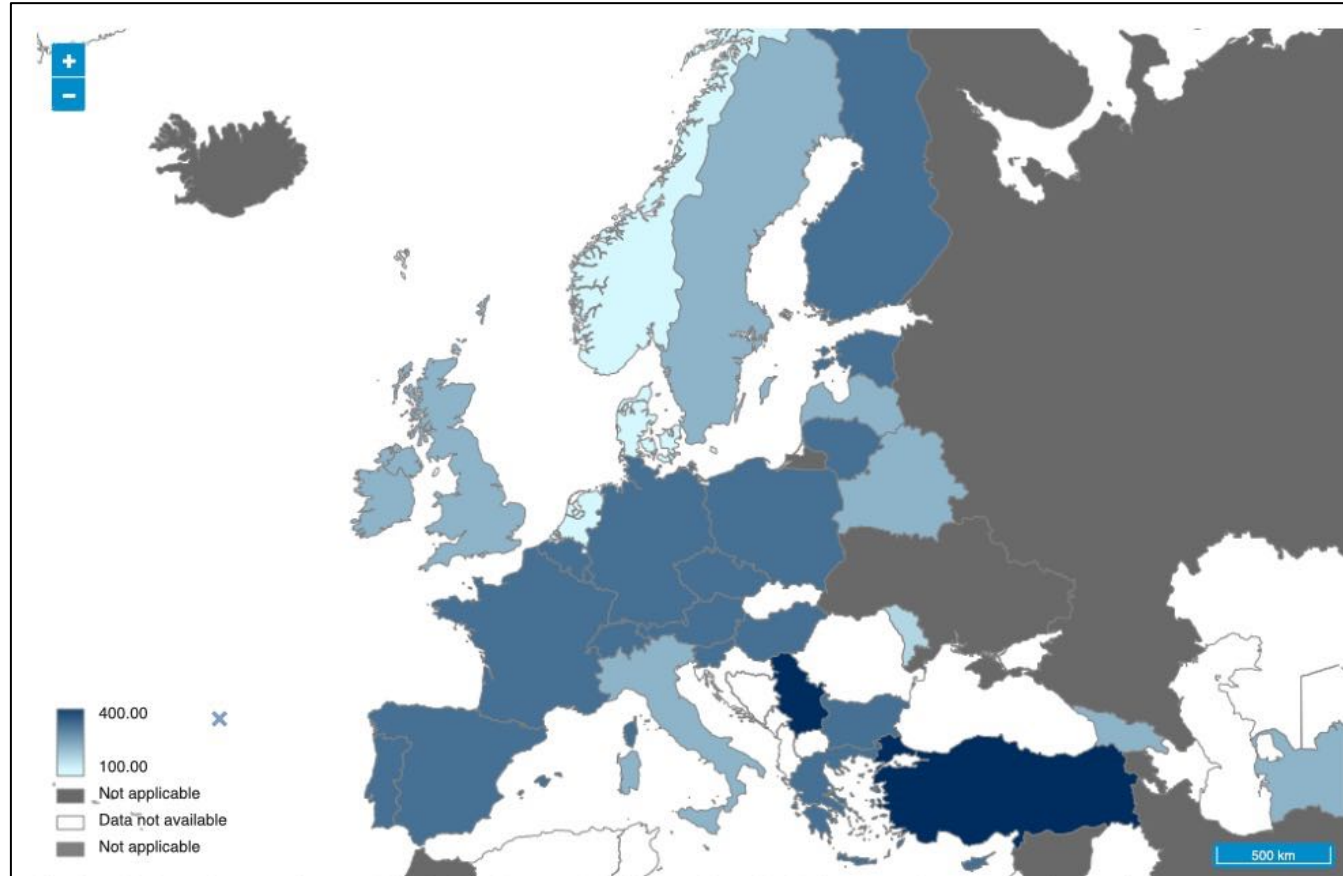 +
−
400.00
100.00
Not applicable
Data not available
Not applicable
500 km